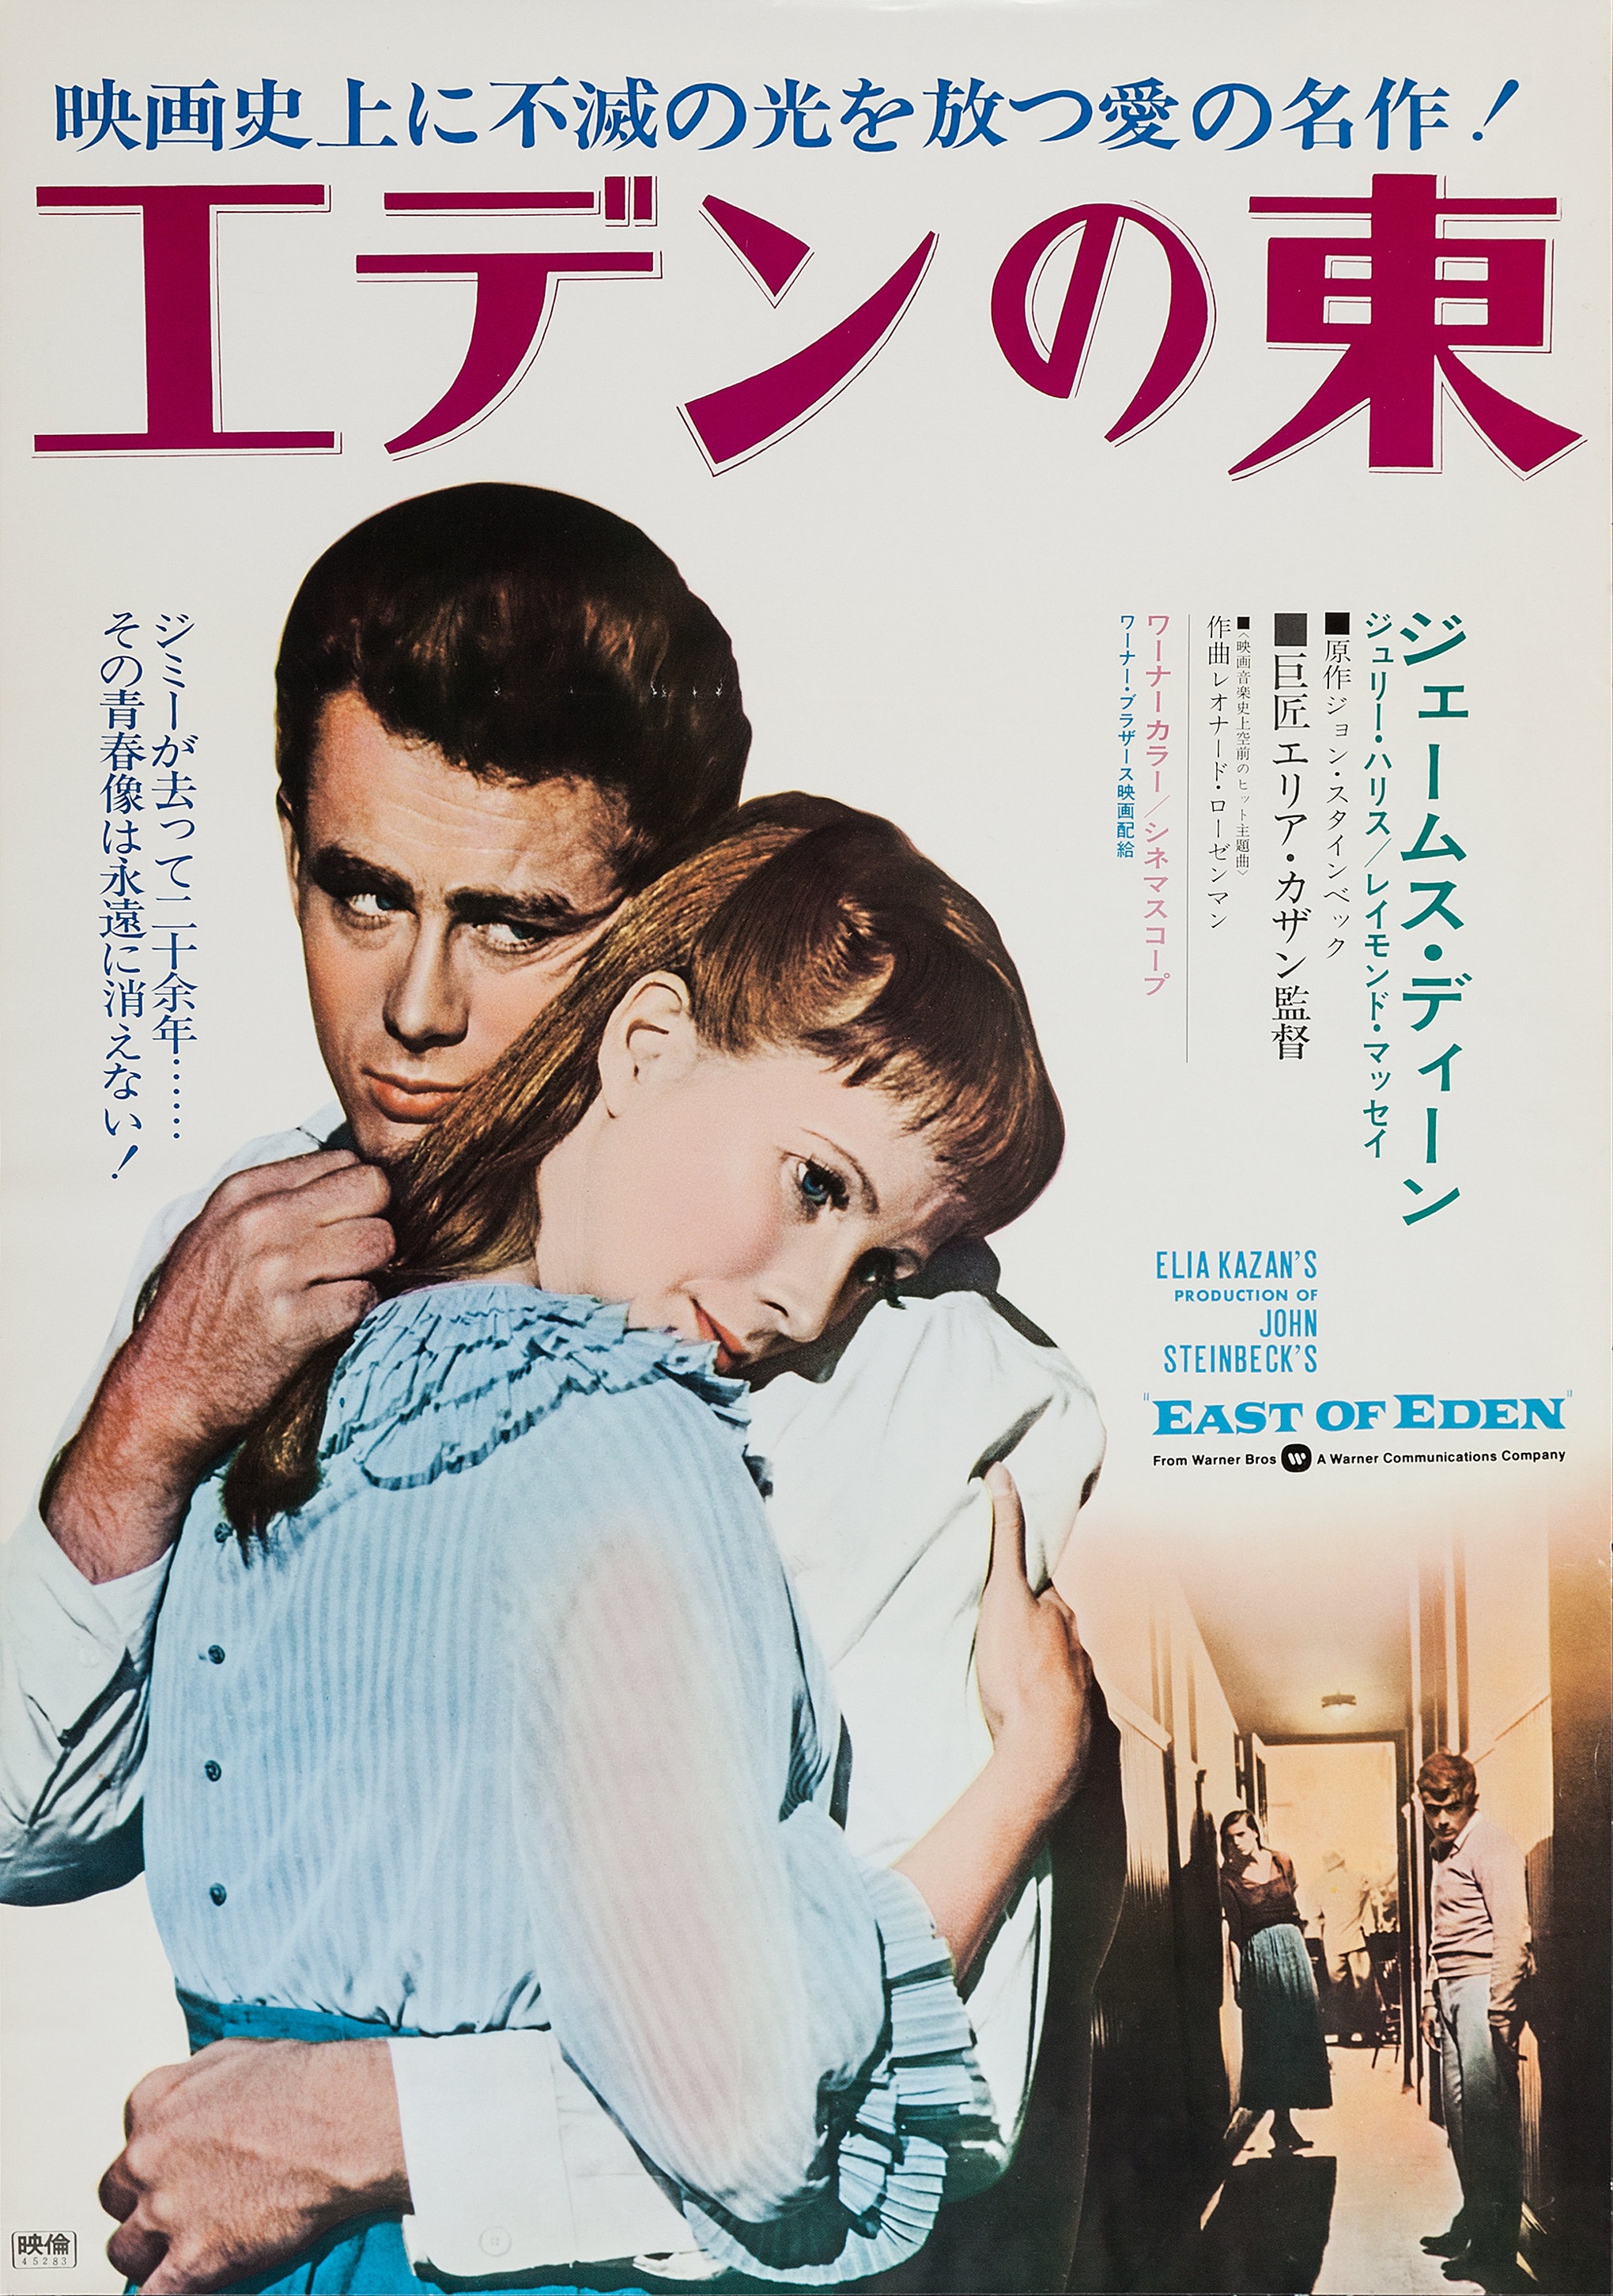 映画史上に不滅の光を放つ愛の名作!
エデンの東
ジェームス・ディーン
ジュリー・ハリス/レイモンド・マッセイ
■原作ジョン・スタインベック
■巨匠エリア・カザン監督
■〈映画音楽史上空前のヒット主題曲〉
作曲レオナード・ローゼンマン
ワーナーカラー/シネマスコープ
ワーナー・ブラザース映画配給
ジミーが去って二十余年……
その青春像は永遠に消えない!
ELIA KAZAN'S
PRODUCTION OF
JOHN
STEINBECK'S
"EAST OF EDEN"
From Warner Bros W A Warner Communications Company
映倫
45283